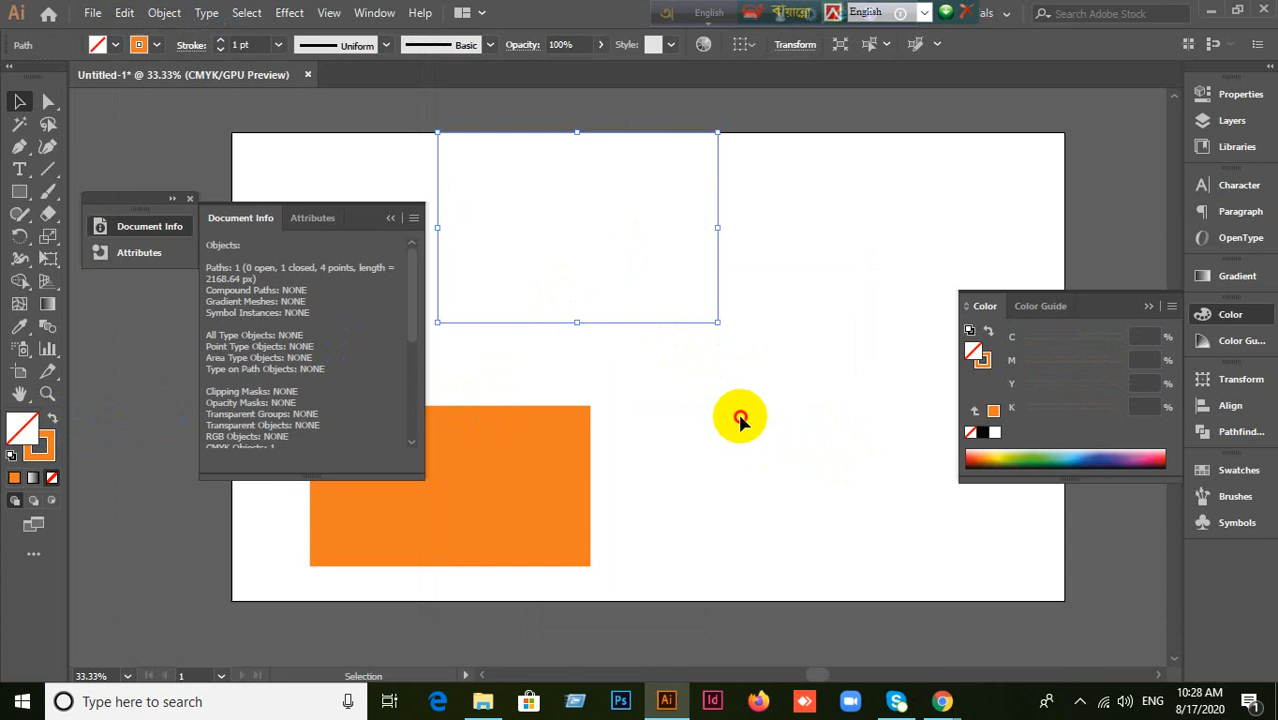 Ai File Edit Object Type Select Effect View Window Help
English বায়ান্নো English als Search Adobe Stock
Path Stroke: 1 pt Uniform Basic Opacity: 100% Style: Transform
Untitled-1* @ 33.33% (CMYK/GPU Preview)
Properties
Layers
Libraries
Character
Paragraph
OpenType
Gradient
Color
Color Gu...
Transform
Align
Pathfind...
Swatches
Brushes
Symbols
Document Info
Attributes
Document Info Attributes
Objects:
Paths: 1 (0 open, 1 closed, 4 points, length =
2168.64 px)
Compound Paths: NONE
Gradient Meshes: NONE
Symbol Instances: NONE
All Type Objects: NONE
Point Type Objects: NONE
Area Type Objects: NONE
Type on Path Objects: NONE
Clipping Masks: NONE
Opacity Masks: NONE
Transparent Groups: NONE
Transparent Objects: NONE
RGB Objects: NONE
CMYK Objects: 1
Color Color Guide
C %
M %
Y %
K %
33.33% 1 Selection
Type here to search
Ps Ai Id
ENG
10:28 AM
8/17/2020